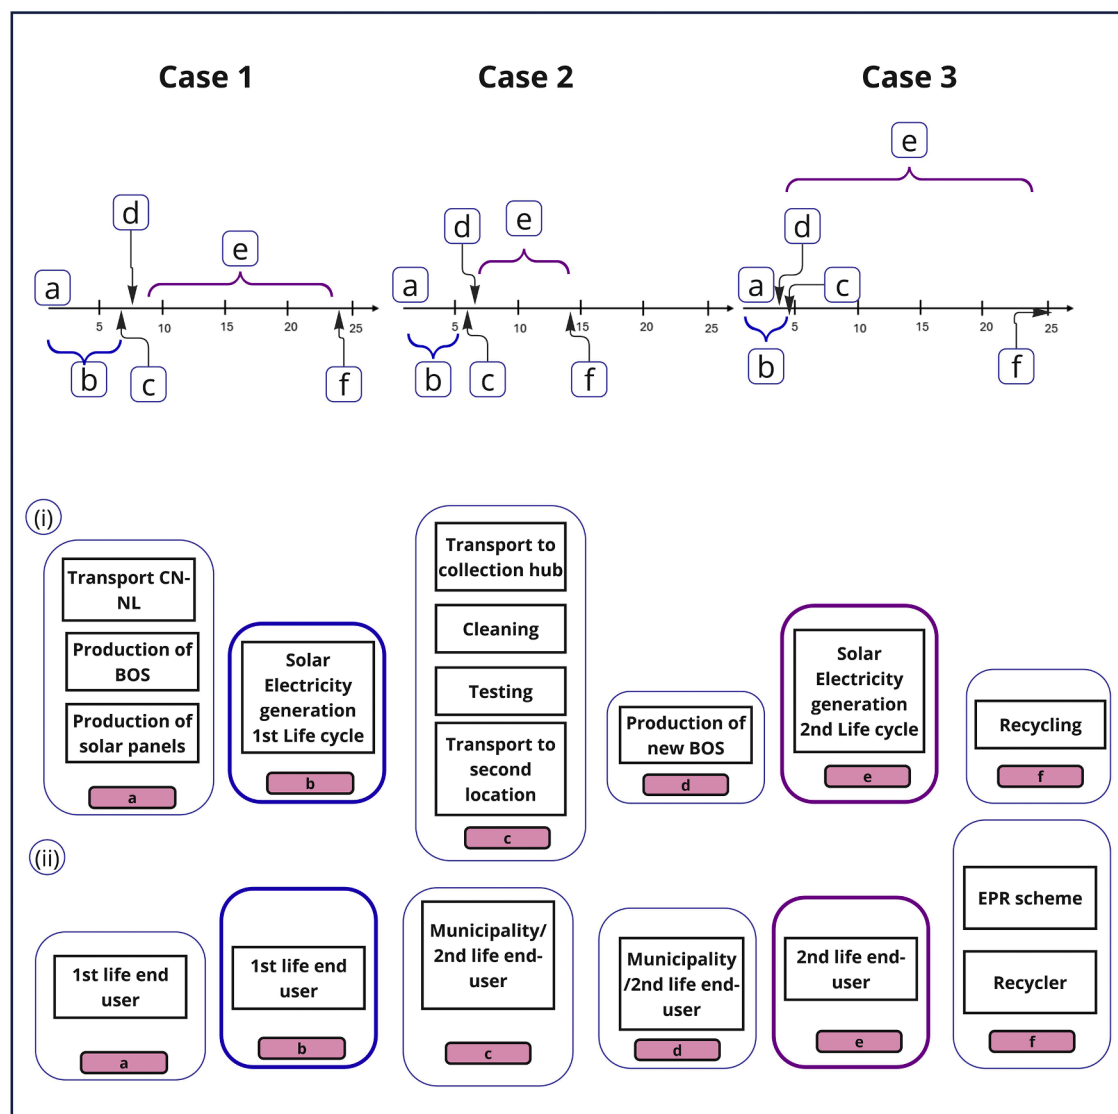 Case 1
Case 2
Case 3
e
d
e
d
e
d
a
a
a
c
5
10
15
20
25
5
10
15
20
25
5
10
15
20
25
b
c
f
b
c
f
b
f
(i)
Transport CN-
NL
Production of
BOS
Production of
solar panels
a
Solar
Electricity
generation
1st Life cycle
b
Transport to
collection hub
Cleaning
Testing
Transport to
second
location
c
Production of
new BOS
d
Solar
Electricity
generation
2nd Life cycle
e
Recycling
f
(ii)
1st life end
user
a
1st life end
user
b
Municipality/
2nd life end-
user
c
Municipality
/2nd life end-
user
d
2nd life end-
user
e
EPR scheme
Recycler
f